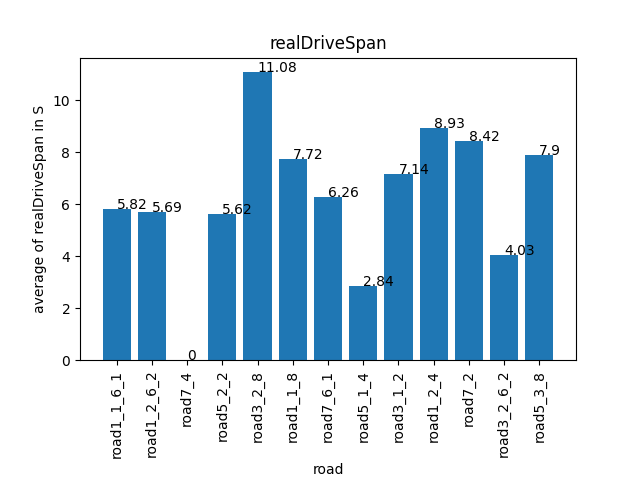 realDriveSpan
average of realDriveSpan in S
10
8
6
4
2
0
5.82
5.69
0
5.62
11.08
7.72
6.26
2.84
7.14
8.93
8.42
4.03
7.9
road1_1_6_1
road1_2_6_2
road7_4
road5_2_2
road3_2_8
road1_1_8
road7_6_1
road5_1_4
road3_1_2
road1_2_4
road7_2
road3_2_6_2
road5_3_8
road